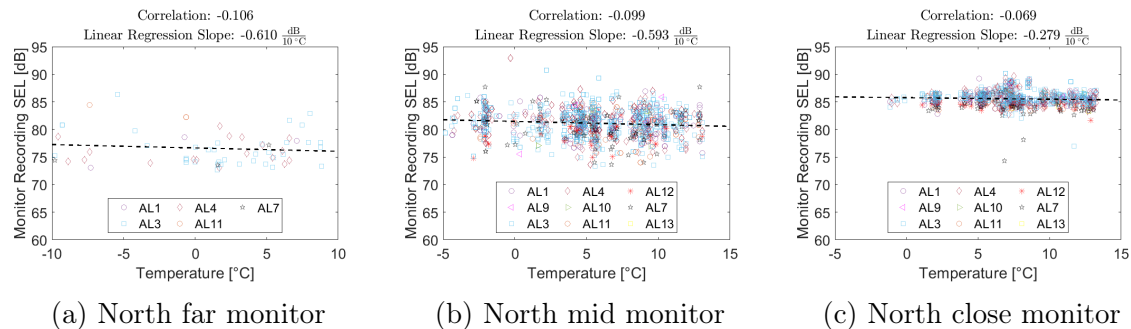 Correlation: -0.106
Linear Regression Slope: -0.610 dB/10°C
95
90
85
80
75
70
65
60
Monitor Recording SEL [dB]
AL1 AL4 AL7
AL3 AL11
-10 -5 0 5 10
Temperature [°C]
(a) North far monitor
Correlation: -0.099
Linear Regression Slope: -0.593 dB/10°C
95
90
85
80
75
70
65
60
Monitor Recording SEL [dB]
AL1 AL4 AL12
AL9 AL10 AL7
AL3 AL11 AL13
-5 0 5 10 15
Temperature [°C]
(b) North mid monitor
Correlation: -0.069
Linear Regression Slope: -0.279 dB/10°C
95
90
85
80
75
70
65
60
Monitor Recording SEL [dB]
AL1 AL4 AL12
AL9 AL10 AL7
AL3 AL11 AL13
-5 0 5 10 15
Temperature [°C]
(c) North close monitor